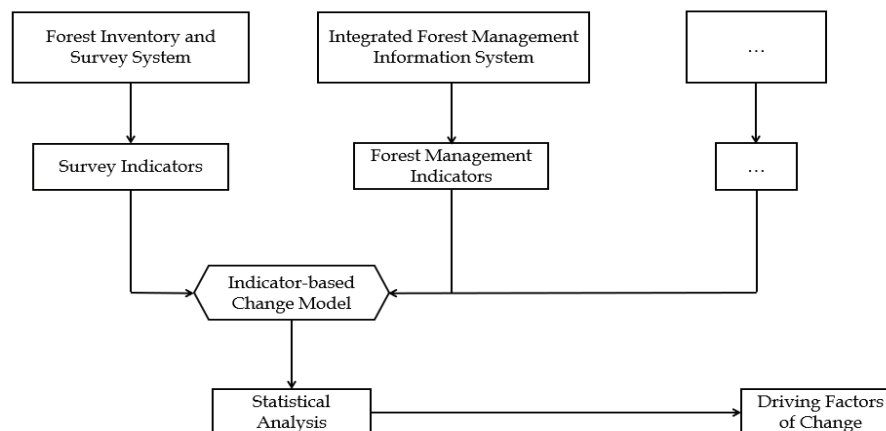 Forest Inventory and
Survey System
Integrated Forest Management
Information System
...
Survey Indicators
Forest Management
Indicators
...
Indicator-based
Change Model
Statistical
Analysis
Driving Factors
of Change